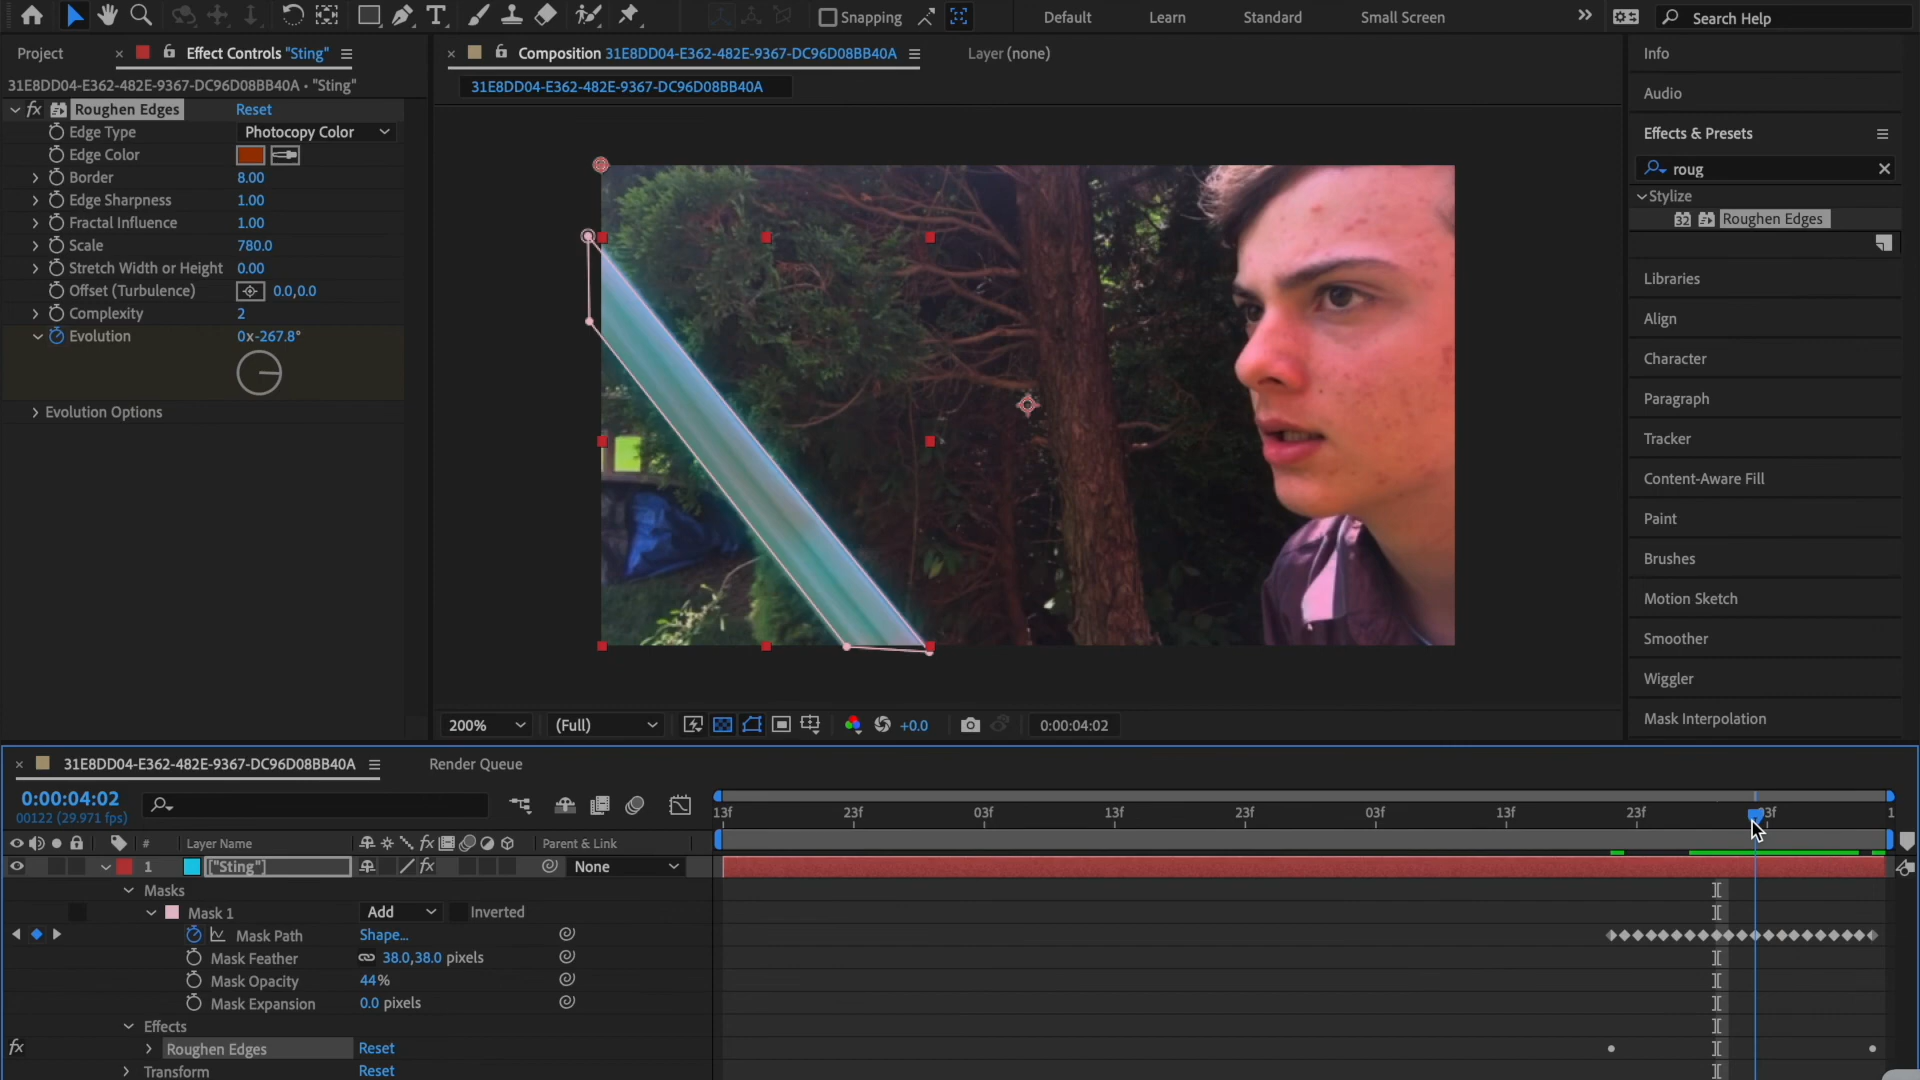 Snapping
Default
Learn
Standard
Small Screen
Search Help
Project
Effect Controls "Sting"
Composition 31E8DD04-E362-482E-9367-DC96D08BB40A
Layer (none)
31E8DD04-E362-482E-9367-DC96D08BB40A • "Sting"
31E8DD04-E362-482E-9367-DC96D08BB40A
fx Roughen Edges Reset
Edge Type Photocopy Color
Edge Color
Border 8.00
Edge Sharpness 1.00
Fractal Influence 1.00
Scale 780.0
Stretch Width or Height 0.00
Offset (Turbulence) 0.0,0.0
Complexity 2
Evolution 0x-267.8°
Evolution Options
Info
Audio
Effects & Presets
roug
Stylize
32 Roughen Edges
Libraries
Align
Character
Paragraph
Tracker
Content-Aware Fill
Paint
Brushes
Motion Sketch
Smoother
Wiggler
Mask Interpolation
200% (Full) +0.0 0:00:04:02
31E8DD04-E362-482E-9367-DC96D08BB40A
Render Queue
0:00:04:02
00122 (29.971 fps)
13f 23f 03f 13f 23f 03f 13f 23f 03f 1
# Layer Name fx Parent & Link
1 ["Sting"] fx None
Masks
Mask 1 Add Inverted
Mask Path Shape...
Mask Feather 38.0,38.0 pixels
Mask Opacity 44%
Mask Expansion 0.0 pixels
Effects
fx Roughen Edges Reset
Transform Reset